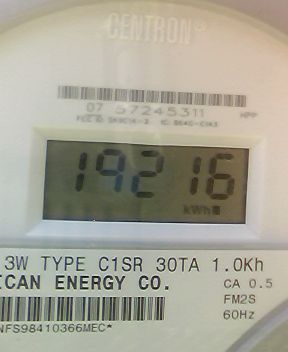 CENTRON®
07 57245311 HPP
19216
kWh
3W TYPE C1SR 30TA 1.0Kh
ICAN ENERGY CO. CA 0.5
FM2S
NFS98410366MEC* 60Hz